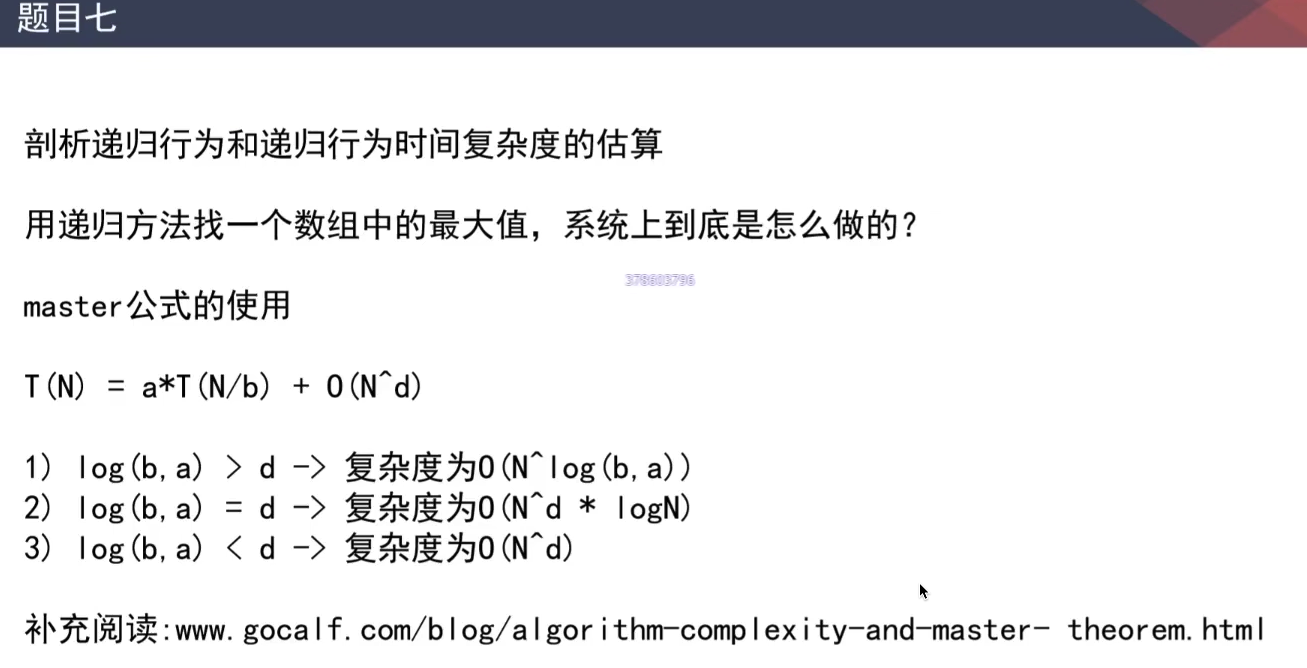 题目七
剖析递归行为和递归行为时间复杂度的估算
用递归方法找一个数组中的最大值，系统上到底是怎么做的？
378603796
master公式的使用
T(N) = a*T(N/b) + O(N^d)
1) log(b,a) > d -> 复杂度为O(N^log(b,a))
2) log(b,a) = d -> 复杂度为O(N^d * logN)
3) log(b,a) < d -> 复杂度为O(N^d)
补充阅读:www.gocalf.com/blog/algorithm-complexity-and-master- theorem.html